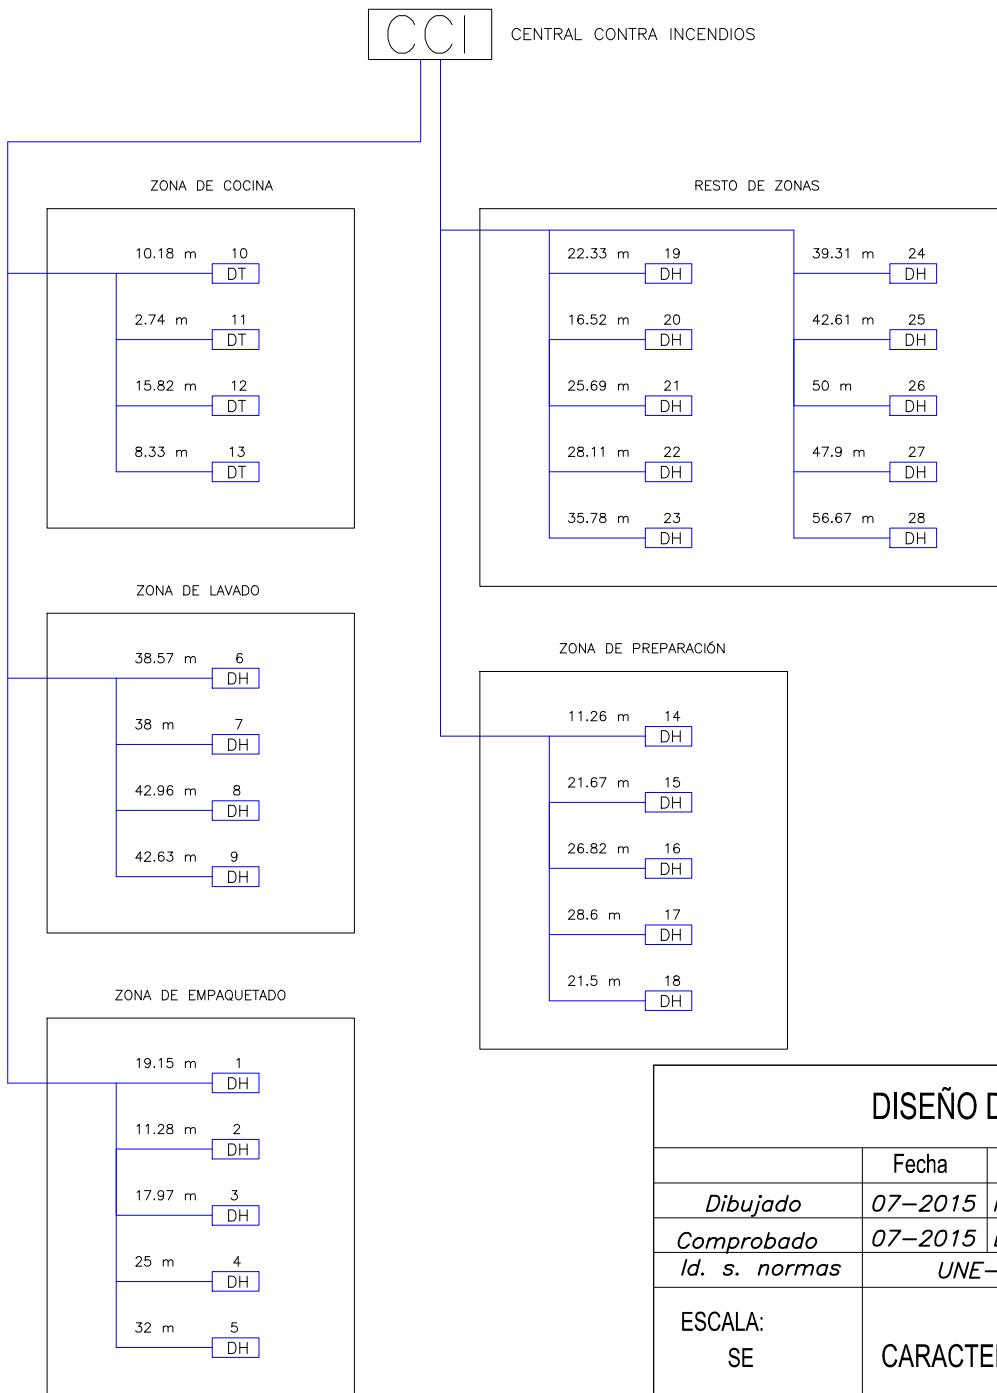 CCI CENTRAL CONTRA INCENDIOS
ZONA DE COCINA
10.18 m 10
DT
2.74 m 11
DT
15.82 m 12
DT
8.33 m 13
DT
RESTO DE ZONAS
22.33 m 19
DH
16.52 m 20
DH
25.69 m 21
DH
28.11 m 22
DH
35.78 m 23
DH
39.31 m 24
DH
42.61 m 25
DH
50 m 26
DH
47.9 m 27
DH
56.67 m 28
DH
ZONA DE LAVADO
38.57 m 6
DH
38 m 7
DH
42.96 m 8
DH
42.63 m 9
DH
ZONA DE PREPARACIÓN
11.26 m 14
DH
21.67 m 15
DH
26.82 m 16
DH
28.6 m 17
DH
21.5 m 18
DH
ZONA DE EMPAQUETADO
19.15 m 1
DH
11.28 m 2
DH
17.97 m 3
DH
25 m 4
DH
32 m 5
DH
DISEÑO D
Fecha
Dibujado 07-2015
Comprobado 07-2015
Id. s. normas UNE-
ESCALA:
SE
CARACTE